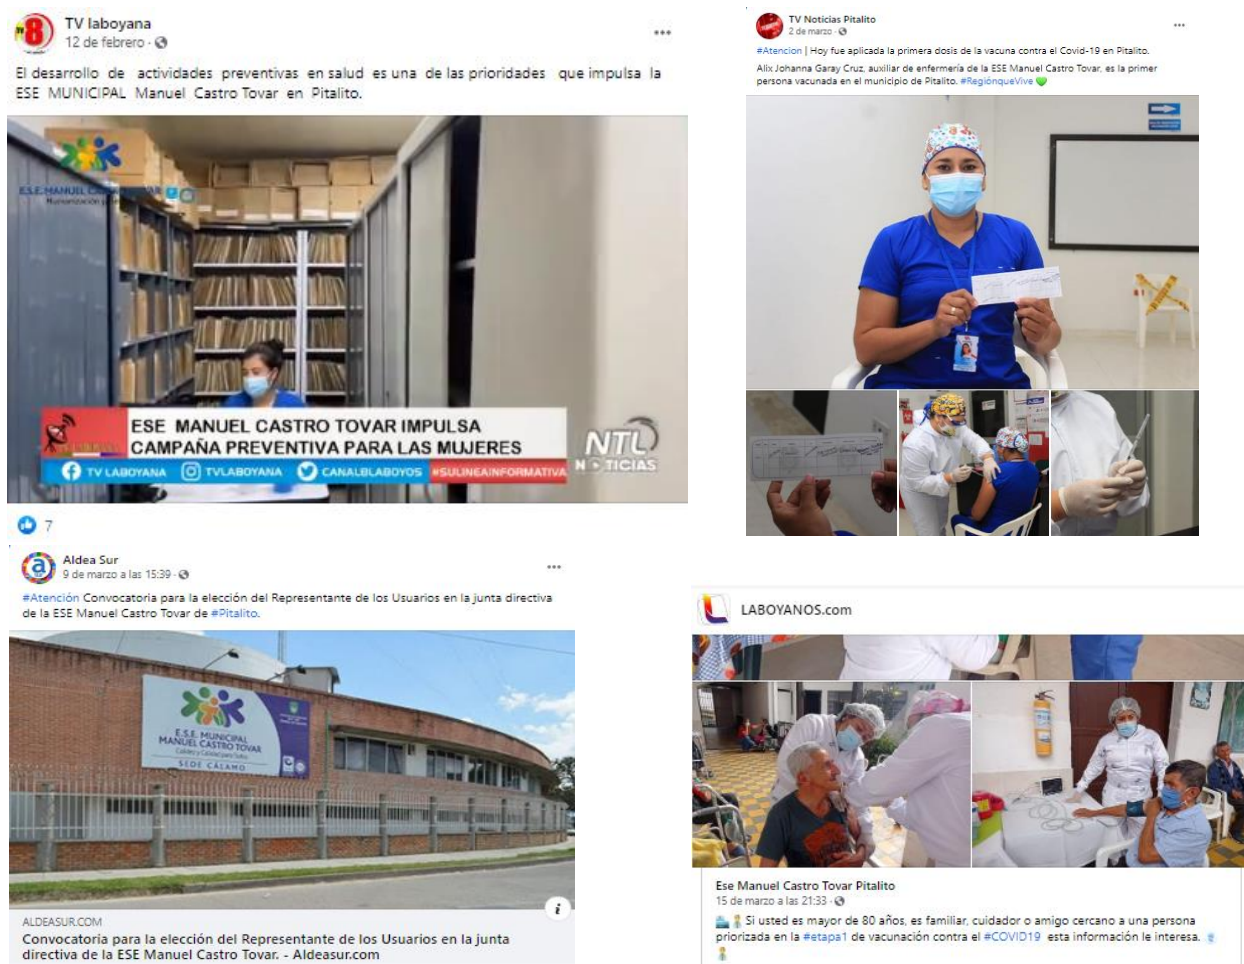 TV laboyana
12 de febrero
El desarrollo de actividades preventivas en salud es una de las prioridades que impulsa la
ESE MUNICIPAL Manuel Castro Tovar en Pitalito.
E.S.E. MANUEL
ESE MANUEL CASTRO TOVAR IMPULSA
CAMPAÑA PREVENTIVA PARA LAS MUJERES
TV LABOYANA TVLABOYANA CANAL8LABOYOS #SULINEAINFORMATIVA
NTL
NOTICIAS
7
TV Noticias Pitalito
2 de marzo
#Atencion | Hoy fue aplicada la primera dosis de la vacuna contra el Covid-19 en Pitalito.
Alix Johanna Garay Cruz, auxiliar de enfermería de la ESE Manuel Castro Tovar, es la primer
persona vacunada en el municipio de Pitalito. #RegiónqueVive
Aldea Sur
9 de marzo a las 15:39
#Atención Convocatoria para la elección del Representante de los Usuarios en la junta directiva
de la ESE Manuel Castro Tovar de #Pitalito.
E.S.E. MUNICIPAL
MANUEL CASTRO TOVAR
SEDE CALAMO
ALDEASUR.COM
Convocatoria para la elección del Representante de los Usuarios en la junta
directiva de la ESE Manuel Castro Tovar. - Aldeasur.com
LABOYANOS.com
Ese Manuel Castro Tovar Pitalito
15 de marzo a las 21:33
Si usted es mayor de 80 años, es familiar, cuidador o amigo cercano a una persona
priorizada en la #etapa1 de vacunación contra el #COVID19 esta información le interesa.